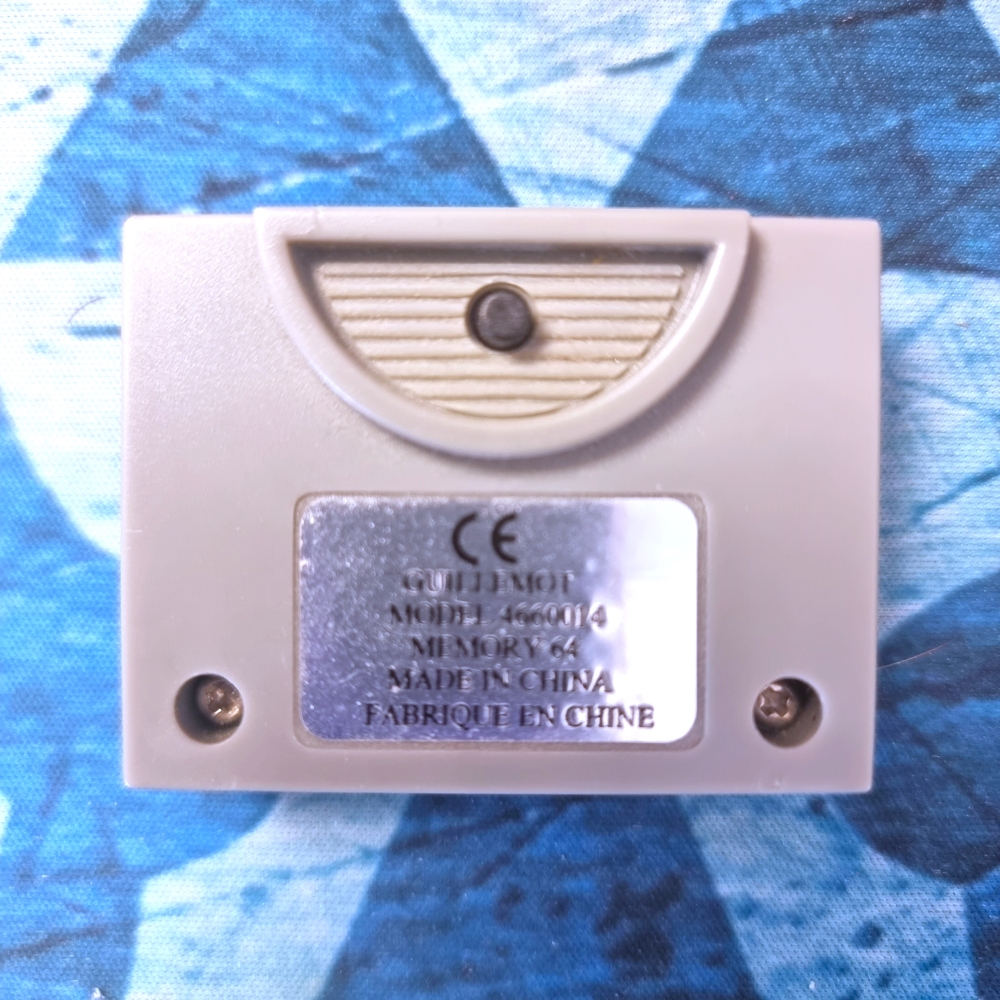 CE
GUILLEMOT
MODEL 4660014
MEMORY 64
MADE IN CHINA
FABRIQUE EN CHINE